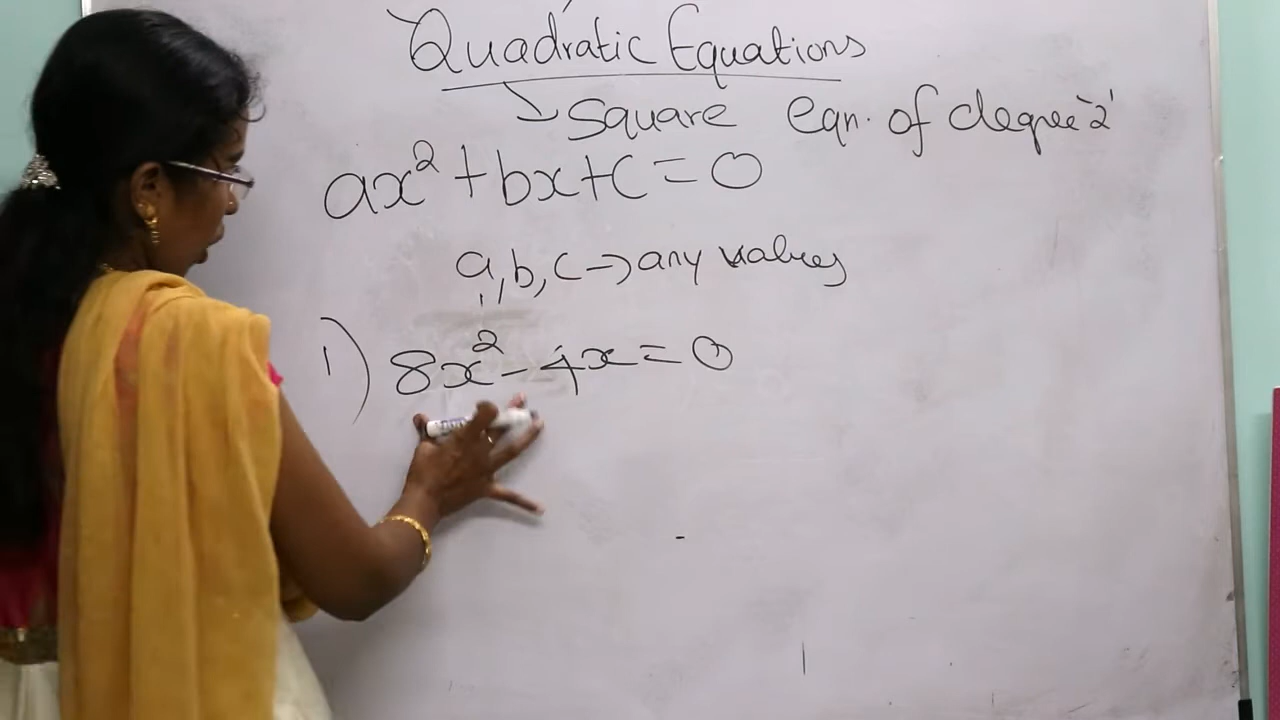 Quadratic Equations
↳ Square eqn. of degree '2'
ax² + bx + c = 0
a, b, c → any values
1) 8x² - 4x = 0